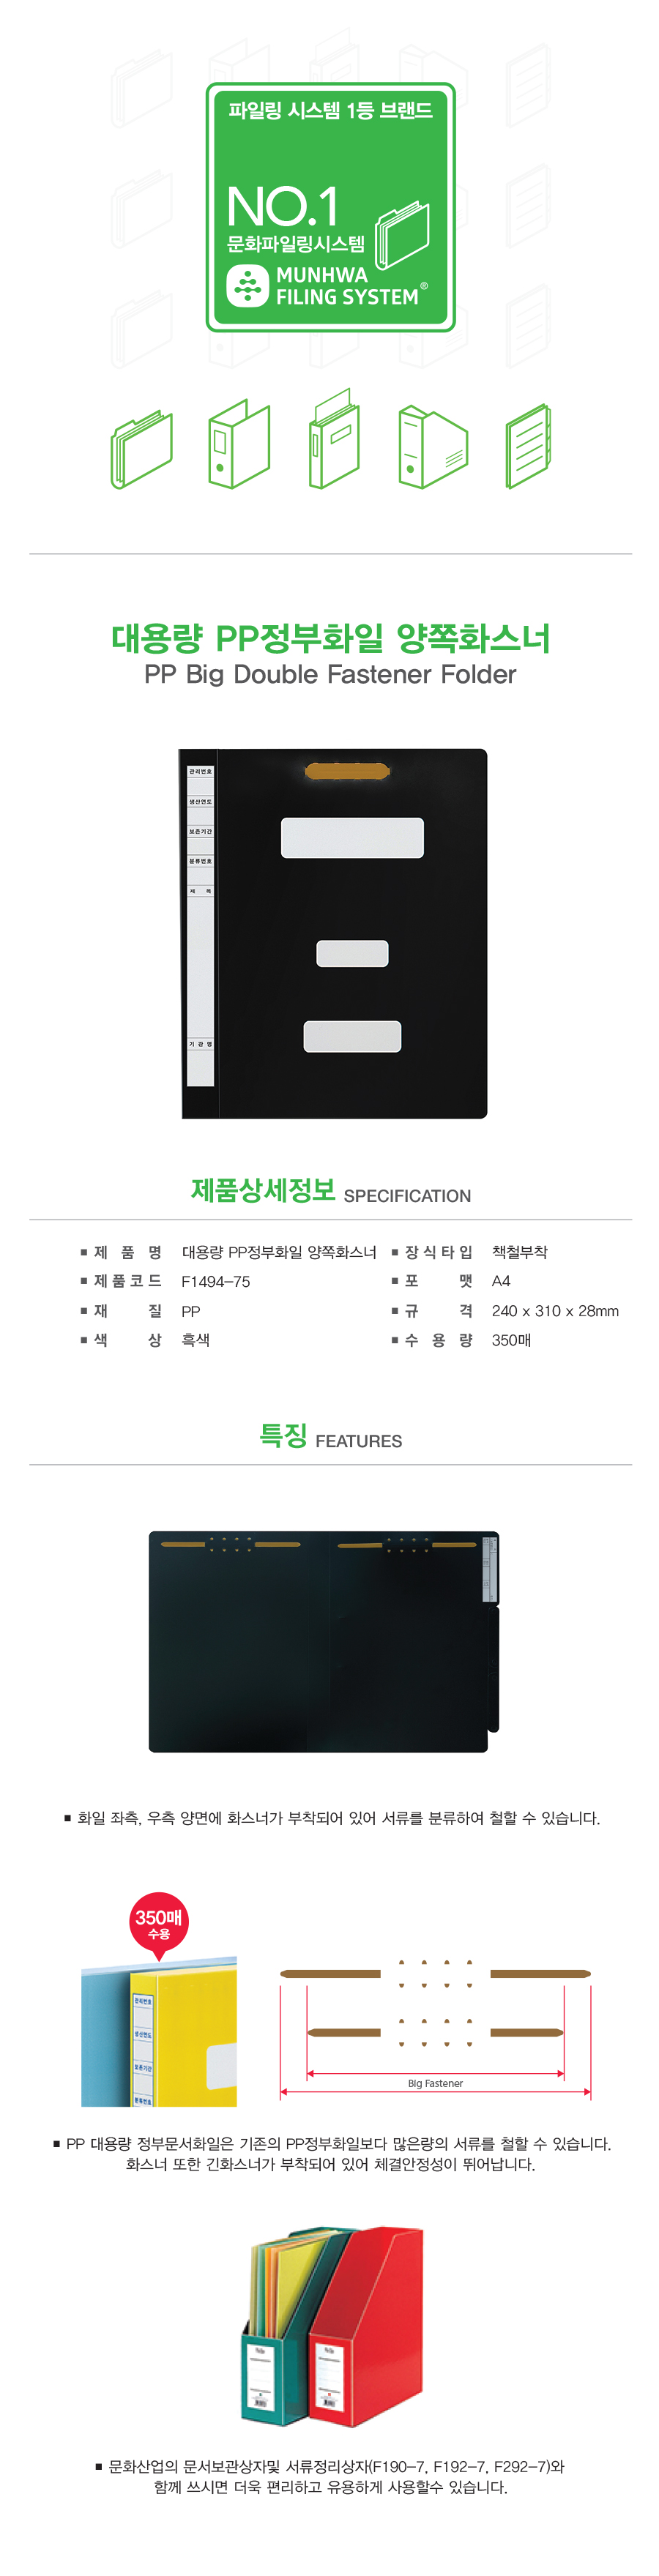 파일링 시스템 1등 브랜드
NO.1
문화파일링시스템
MUNHWA
FILING SYSTEM®
대용량 PP정부화일 양쪽화스너
PP Big Double Fastener Folder
관리번호
생산연도
보존기간
분류번호
제 목
기 관 명
제품상세정보 SPECIFICATION
■ 제 품 명 대용량 PP정부화일 양쪽화스너 ■ 장식타입 책철부착
■ 제품코드 F1494-75 ■ 포 맷 A4
■ 재 질 PP ■ 규 격 240 x 310 x 28mm
■ 색 상 흑색 ■ 수 용 량 350매
특징 FEATURES
■ 화일 좌측, 우측 양면에 화스너가 부착되어 있어 서류를 분류하여 철할 수 있습니다.
350매
수용
관리번호
생산연도
보존기간
분류번호
Big Fastener
■ PP 대용량 정부문서화일은 기존의 PP정부화일보다 많은량의 서류를 철할 수 있습니다.
화스너 또한 긴화스너가 부착되어 있어 체결안정성이 뛰어납니다.
■ 문화산업의 문서보관상자및 서류정리상자(F190-7, F192-7, F292-7)와
함께 쓰시면 더욱 편리하고 유용하게 사용할수 있습니다.